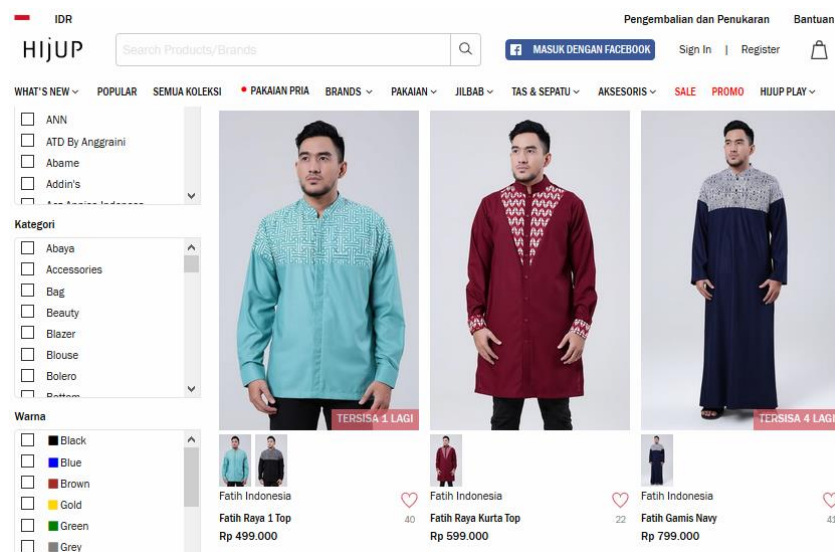 IDR
Pengembalian dan Penukaran Bantuan
HIjUP
Search Products/Brands
MASUK DENGAN FACEBOOK
Sign In | Register
WHAT'S NEW POPULAR SEMUA KOLEKSI PAKAIAN PRIA BRANDS PAKAIAN JILBAB TAS & SEPATU AKSESORIS SALE PROMO HIJUP PLAY
ANN
ATD By Anggraini
Abame
Addin's
Kategori
Abaya
Accessories
Bag
Beauty
Blazer
Blouse
Bolero
Bottom
Warna
Black
Blue
Brown
Gold
Green
Grey
TERSISA 1 LAGI
Fatih Indonesia
Fatih Raya 1 Top
40
Rp 499.000
Fatih Indonesia
Fatih Raya Kurta Top
22
Rp 599.000
TERSISA 4 LAGI
Fatih Indonesia
Fatih Gamis Navy
41
Rp 799.000